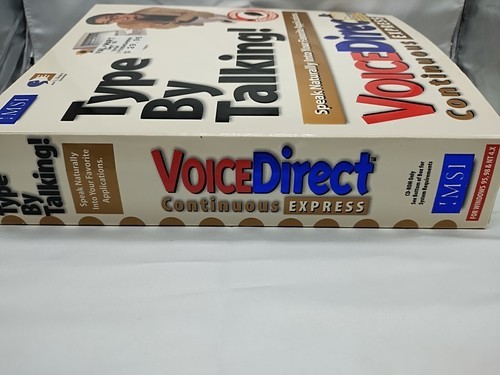 Type
By
Talking!
Speak Naturally Into Your Favorite
VOICEDirect
Continuous EXPRESS
IMSI
Type
By
Talking!
Speak Naturally
Into Your Favorite
Applications.
VOICEDirect™
Continuous EXPRESS
CD-ROM Only
See Bottom of Box for
System Requirements
IMSI
FOR WINDOWS 95, 98 & NT 4.X